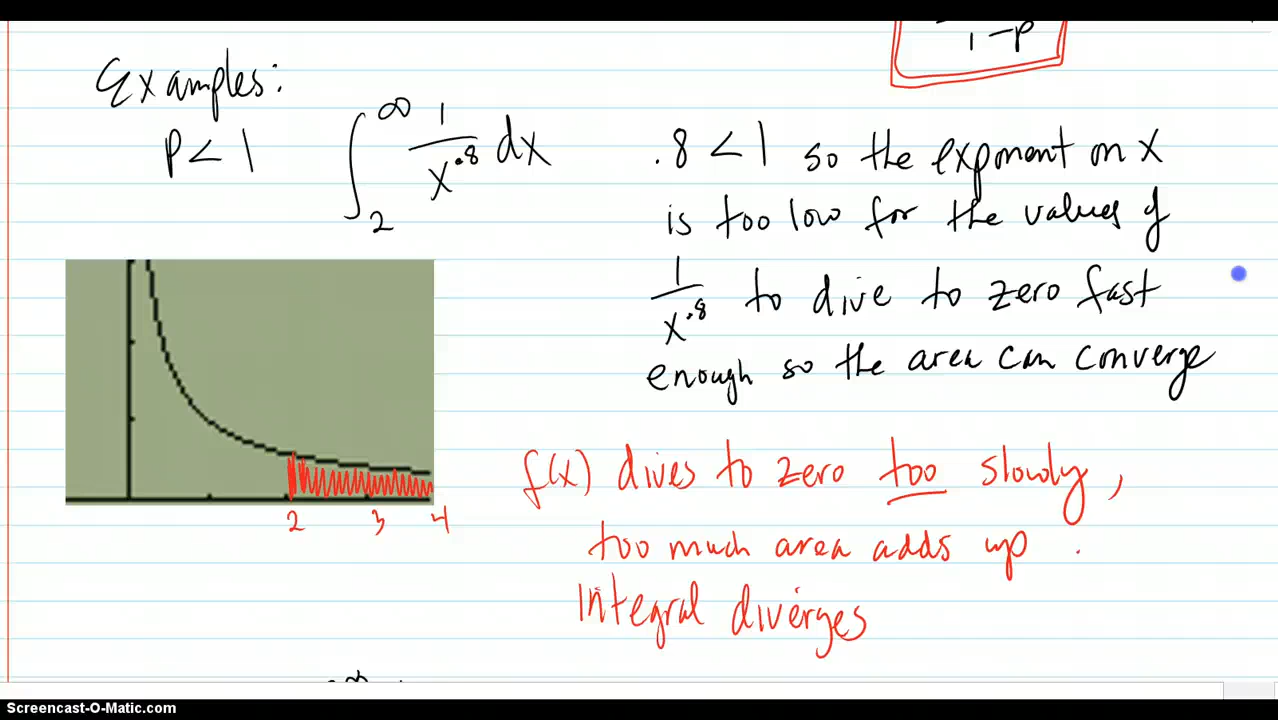 1-p
Examples:
p < 1 ∫₂^∞ 1/x^.8 dx
.8 < 1 so the exponent on x
is too low for the values of
1/x^.8 to dive to zero fast
enough so the area can converge
f(x) dives to zero too slowly,
too much area adds up.
Integral diverges
2 3 4
∞
Screencast-O-Matic.com